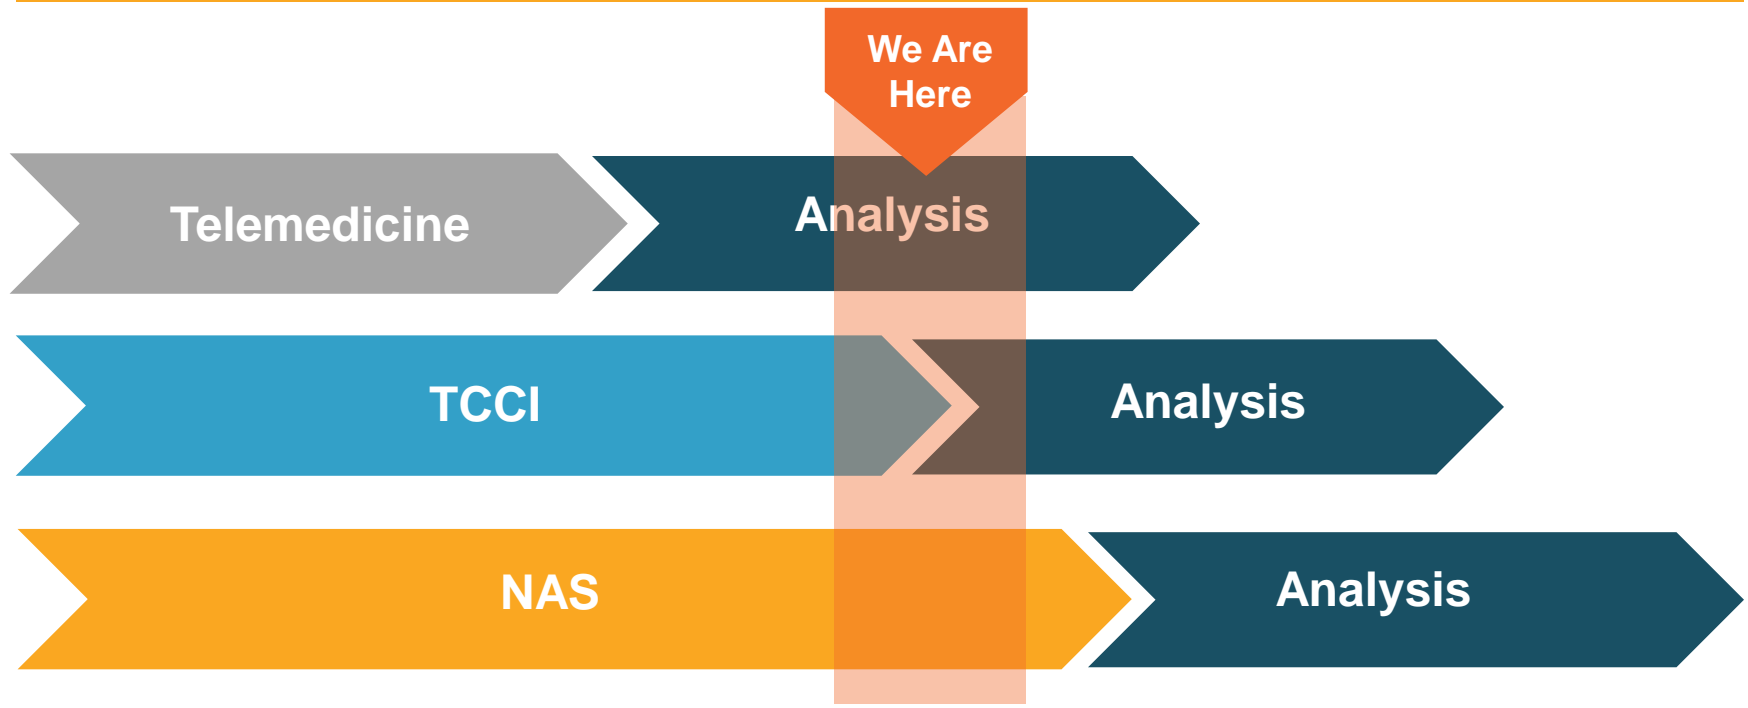 We Are
Here
Telemedicine
Analysis
TCCI
Analysis
NAS
Analysis